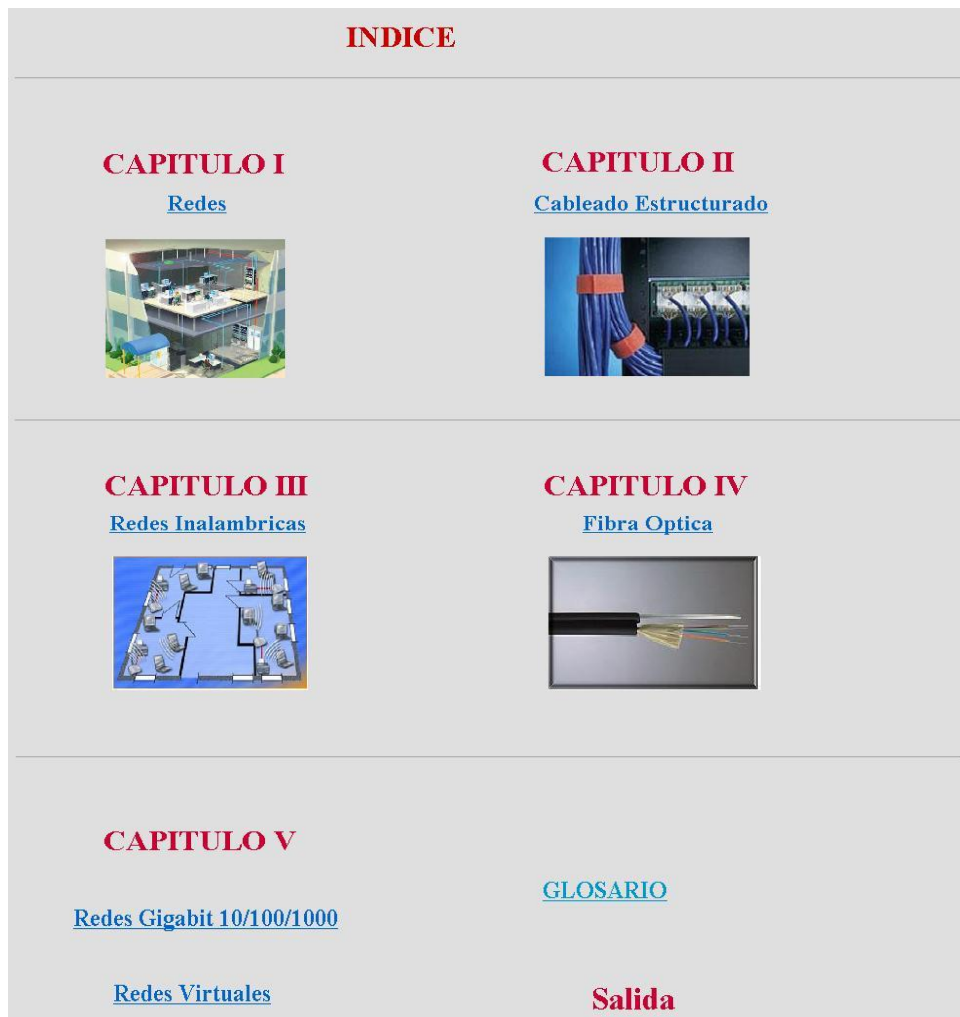 INDICE
CAPITULO I
Redes
CAPITULO II
Cableado Estructurado
CAPITULO III
Redes Inalambricas
CAPITULO IV
Fibra Optica
CAPITULO V
Redes Gigabit 10/100/1000
Redes Virtuales
GLOSARIO
Salida